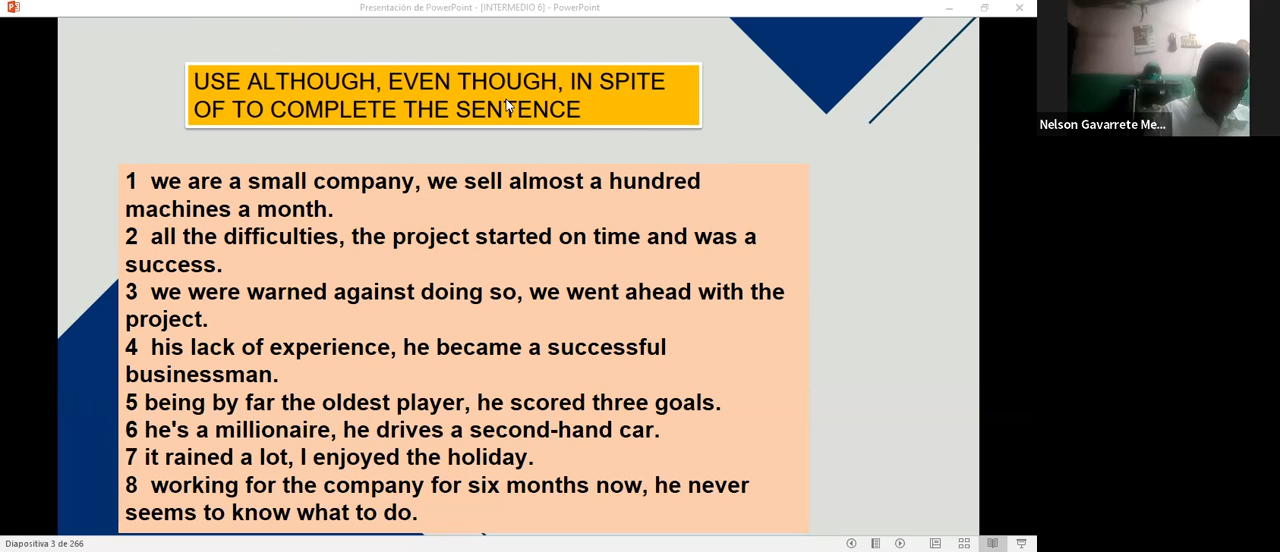 Presentación de PowerPoint - [INTERMEDIO 6] - PowerPoint
USE ALTHOUGH, EVEN THOUGH, IN SPITE
OF TO COMPLETE THE SENTENCE
1 we are a small company, we sell almost a hundred
machines a month.
2 all the difficulties, the project started on time and was a
success.
3 we were warned against doing so, we went ahead with the
project.
4 his lack of experience, he became a successful
businessman.
5 being by far the oldest player, he scored three goals.
6 he's a millionaire, he drives a second-hand car.
7 it rained a lot, I enjoyed the holiday.
8 working for the company for six months now, he never
seems to know what to do.
Nelson Gavarrete Me...
Diapositiva 3 de 266